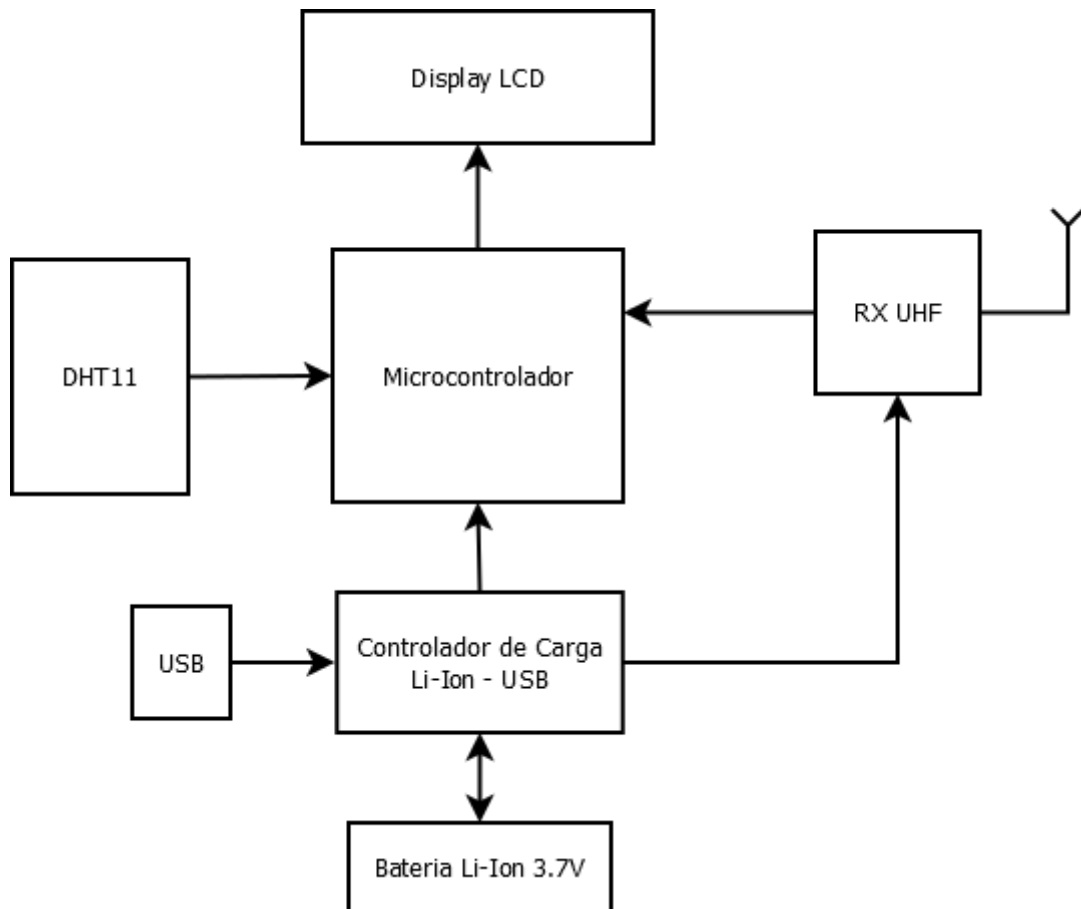 Display LCD
RX UHF
DHT11
Microcontrolador
USB
Controlador de Carga
Li-Ion - USB
Bateria Li-Ion 3.7V